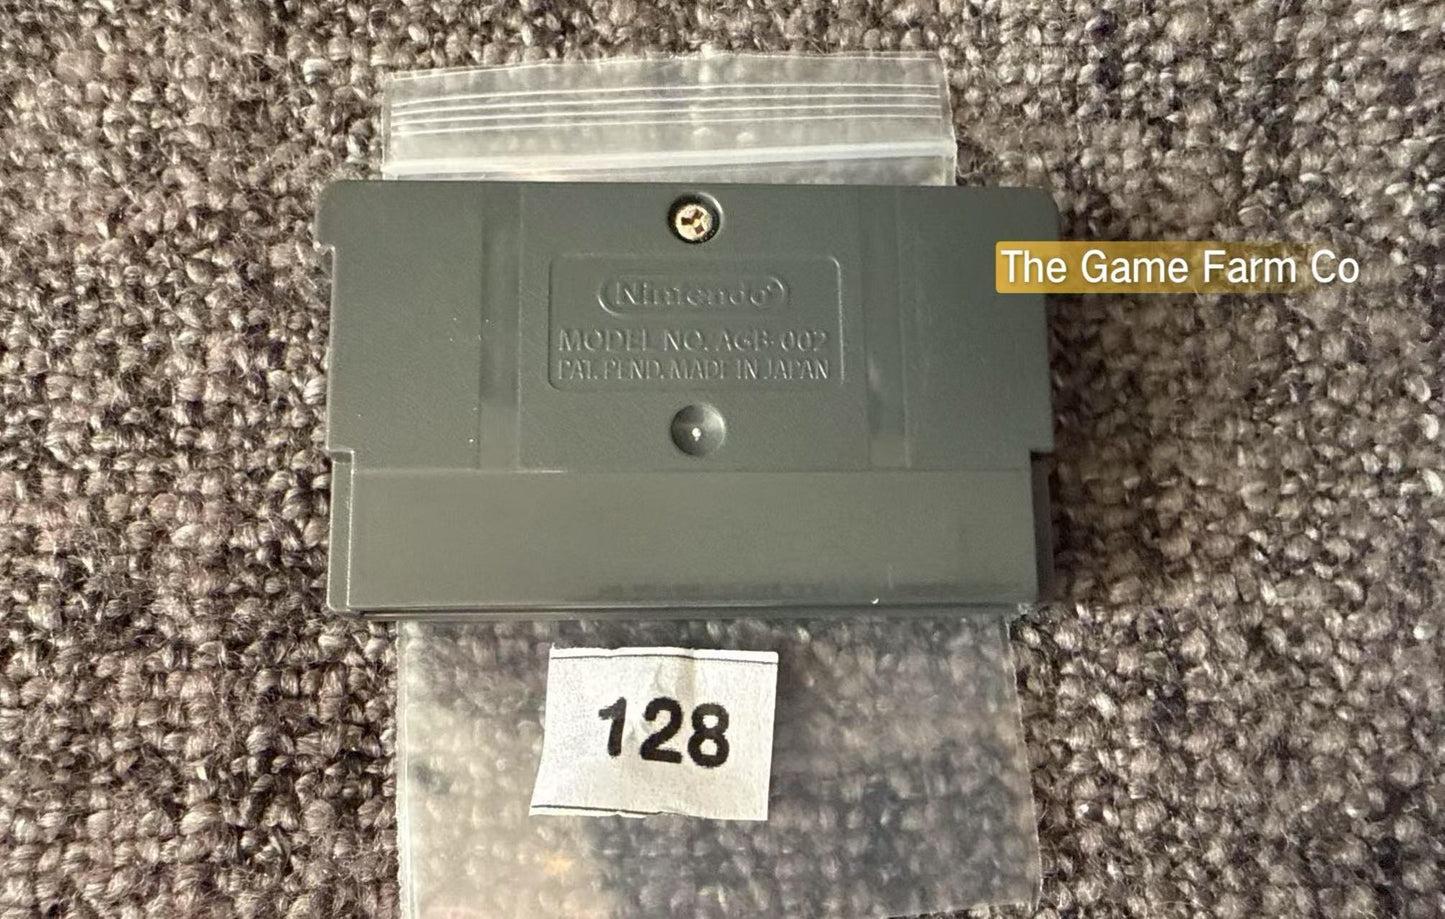 Nintendo
MODEL NO. AGB-002
PAT. PEND. MADE IN JAPAN
The Game Farm Co
128